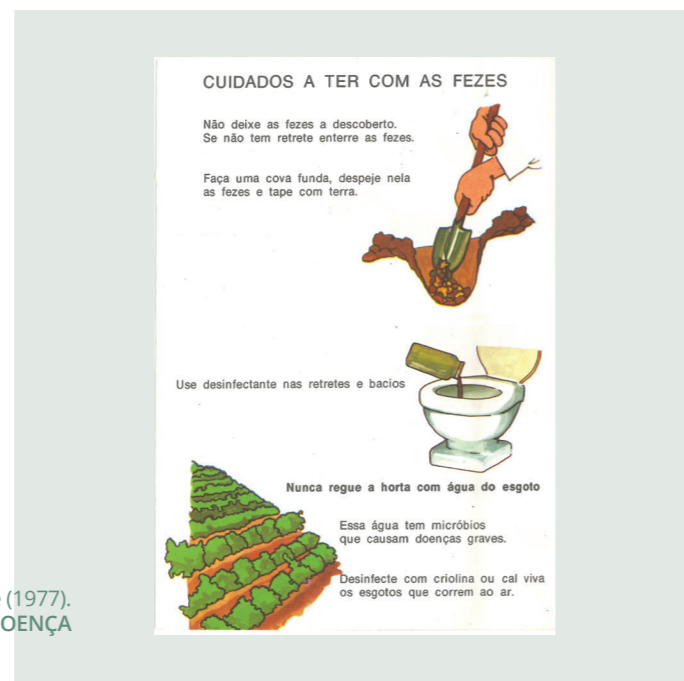 CUIDADOS A TER COM AS FEZES
Não deixe as fezes a descoberto.
Se não tem retrete enterre as fezes.
Faça uma cova funda, despeje nela
as fezes e tape com terra.
Use desinfectante nas retretes e bacios
Nunca regue a horta com água do esgoto
Essa água tem micróbios
que causam doenças graves.
Desinfecte com criolina ou cal viva
os esgotos que correm ao ar.
(1977).
OENÇA